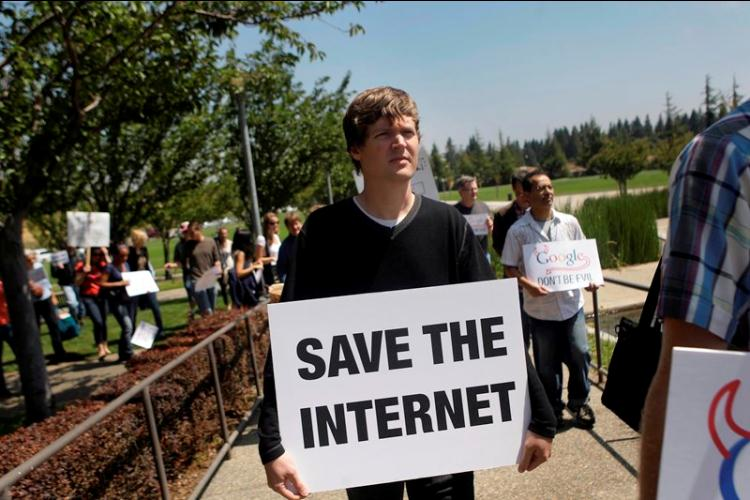 SAVE THE
INTERNET
Google
DON'T BE EVIL